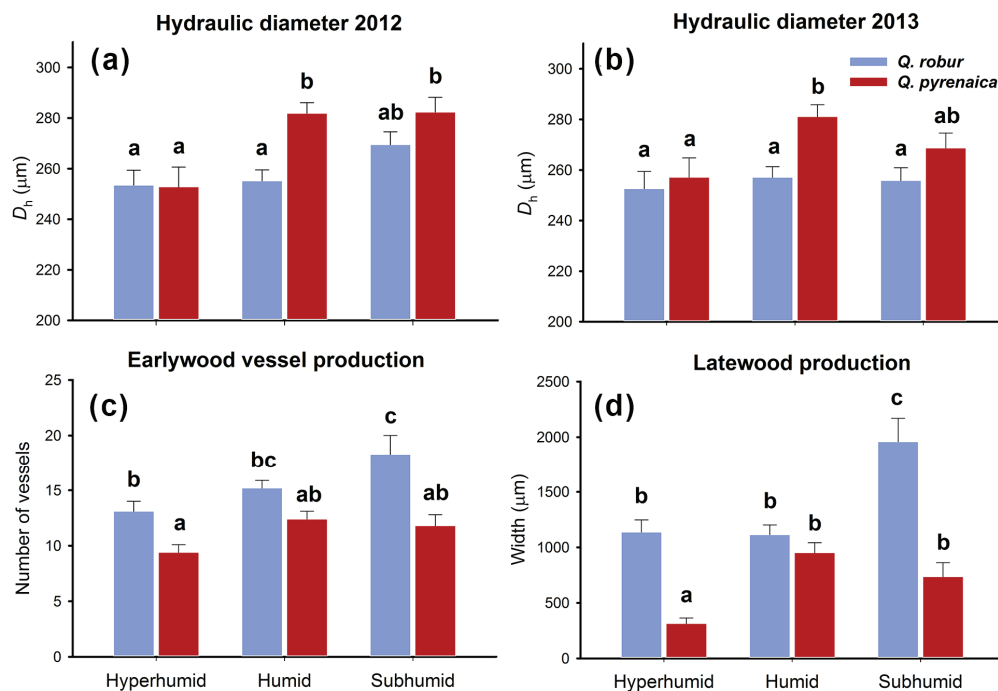 Hydraulic diameter 2012
(a)
300
280
260
240
220
200
Dh (μm)
a
a
a
b
ab
b
Hydraulic diameter 2013
(b)
Q. robur
Q. pyrenaica
300
280
260
240
220
200
Dh (μm)
a
a
a
b
a
ab
Earlywood vessel production
(c)
25
20
15
10
5
0
Number of vessels
b
a
bc
ab
c
ab
Hyperhumid
Humid
Subhumid
Latewood production
(d)
2500
2000
1500
1000
500
0
Width (μm)
b
a
b
b
c
b
Hyperhumid
Humid
Subhumid